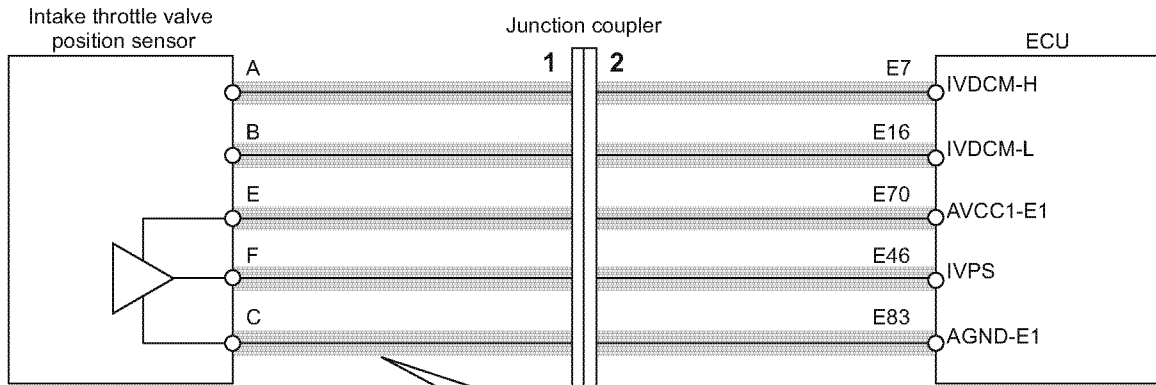 Intake throttle valve
position sensor
Junction coupler
ECU
A
1
2
E7
IVDCM-H
B
E16
IVDCM-L
E
E70
AVCC1-E1
F
E46
IVPS
C
E83
AGND-E1